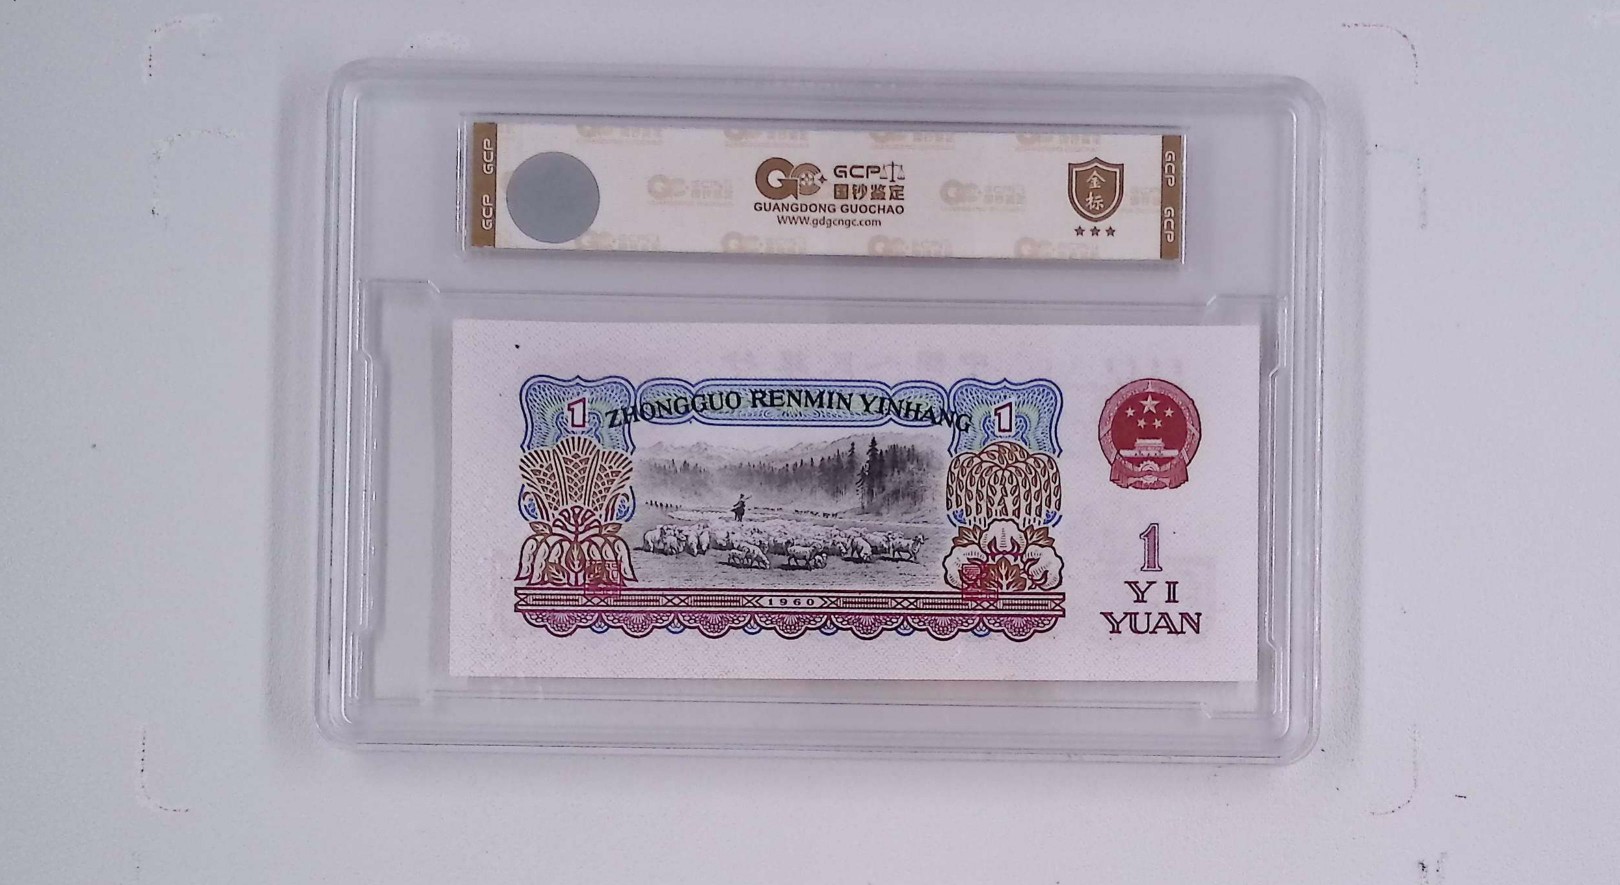 GCP GCP
GCP
国钞鉴定
GUANGDONG GUOCHAO
WWW.gdgcngc.com
金
标
GCP GCP
ZHONGGUO RENMIN YINHANG
1
1
1960
1
YI
YUAN